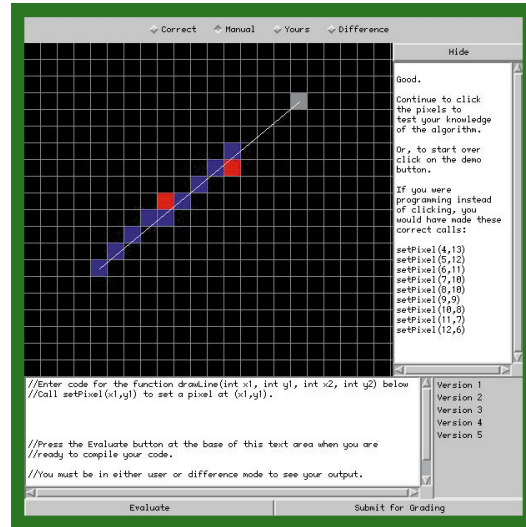 Correct Manual Yours Difference
Hide
Good.
Continue to click
the pixels to
test your knowledge
of the algorithm.
Or, to start over
click on the demo
button.
If you were
programming instead
of clicking, you
would have made these
correct calls:
setPixel(4,13)
setPixel(5,12)
setPixel(6,11)
setPixel(7,10)
setPixel(8,10)
setPixel(9,9)
setPixel(10,8)
setPixel(11,7)
setPixel(12,6)
//Enter code for the function drawLine(int x1, int y1, int x2, int y2) below
//Call setPixel(x1,y1) to set a pixel at (x1,y1).
//Press the Evaluate button at the base of this text area when you are
//ready to compile your code.
//You must be in either user or difference mode to see your output.
Version 1
Version 2
Version 3
Version 4
Version 5
Evaluate
Submit for Grading